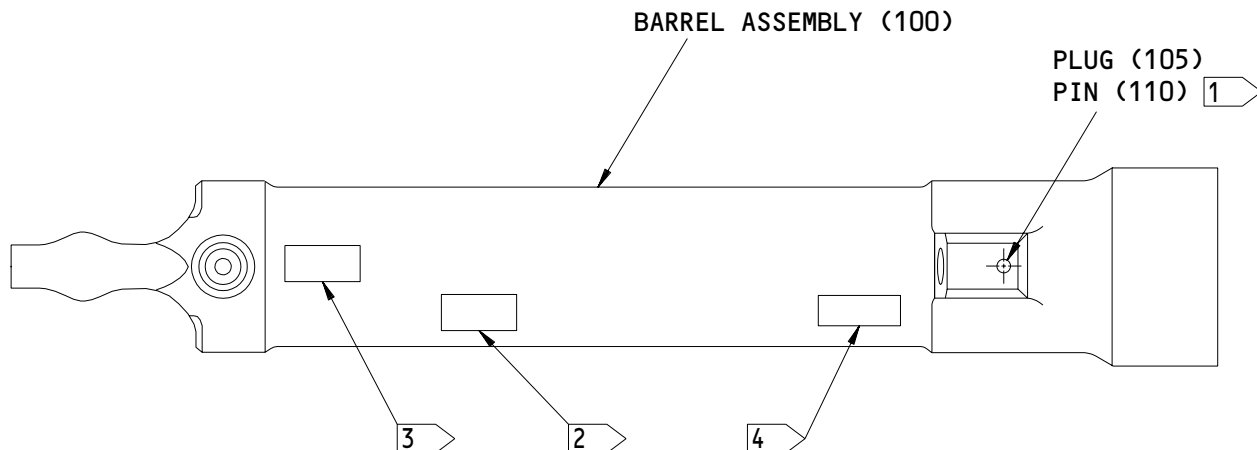 BARREL ASSEMBLY (100)
PLUG (105)
PIN (110) 1
3
2
4